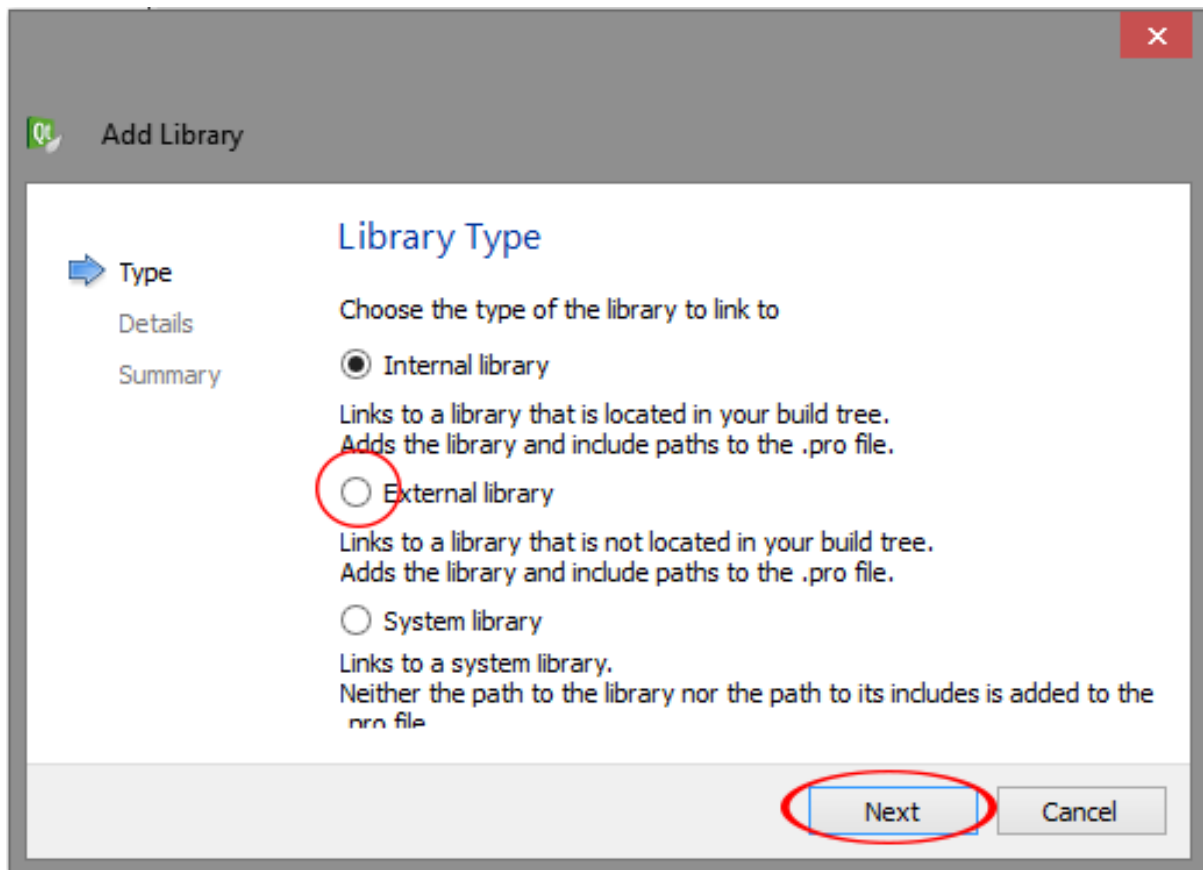 Qt
Add Library
Type
Details
Summary
Library Type
Choose the type of the library to link to
Internal library
Links to a library that is located in your build tree.
Adds the library and include paths to the .pro file.
External library
Links to a library that is not located in your build tree.
Adds the library and include paths to the .pro file.
System library
Links to a system library.
Neither the path to the library nor the path to its includes is added to the
.pro file
Next
Cancel